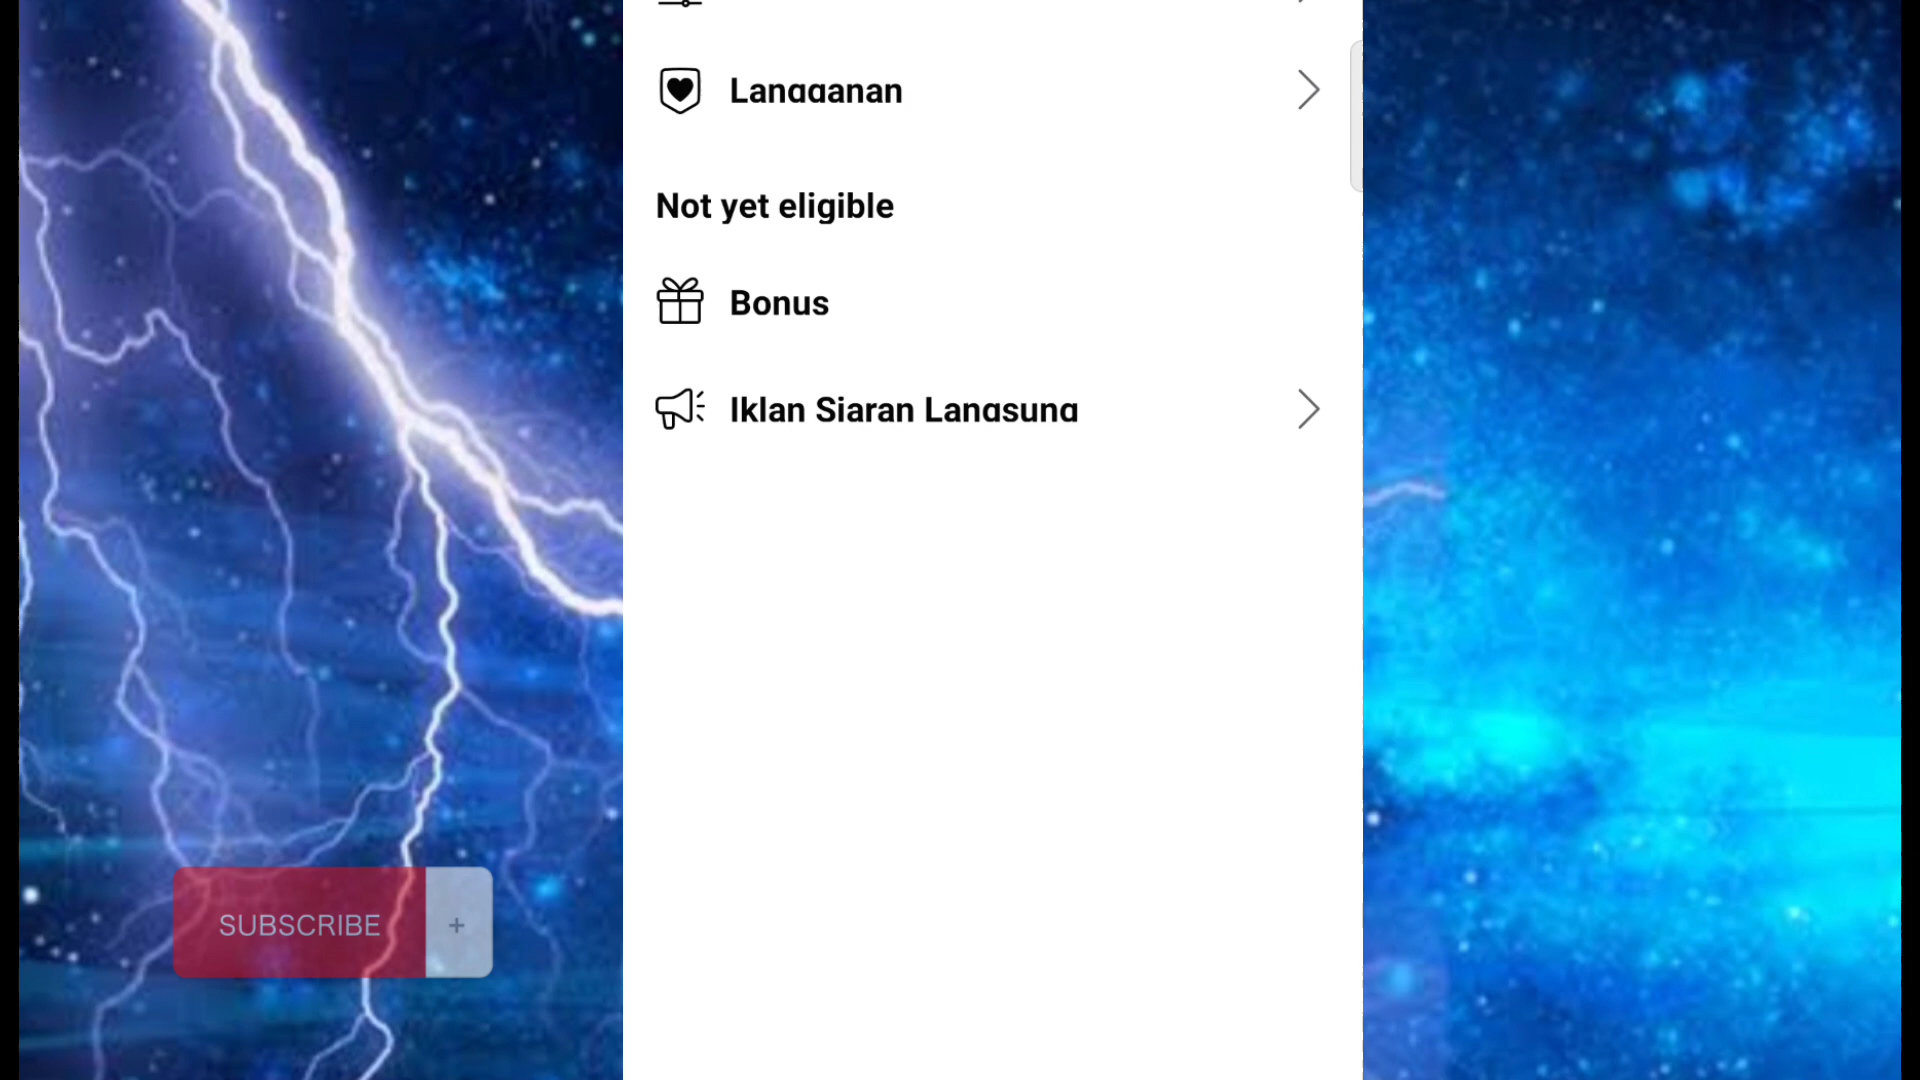 Langganan
Not yet eligible
Bonus
Iklan Siaran Langsung
SUBSCRIBE +